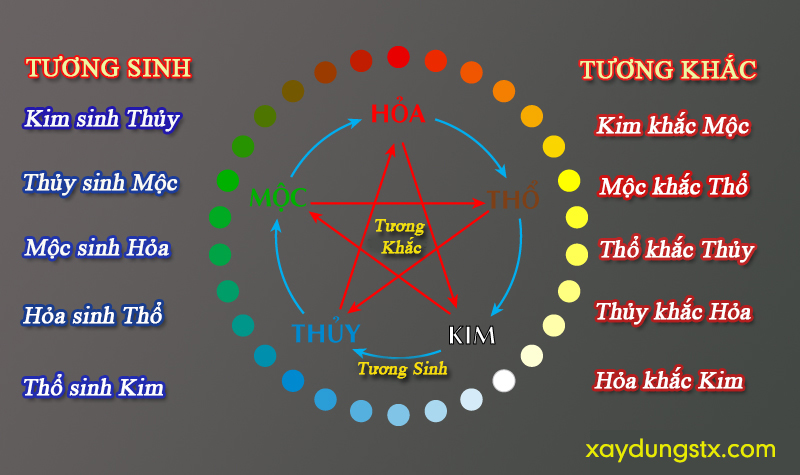 TƯƠNG SINH
Kim sinh Thủy
Thủy sinh Mộc
Mộc sinh Hỏa
Hỏa sinh Thổ
Thổ sinh Kim
HỎA
MỘC
THỔ
Tương
Khắc
THỦY
KIM
Tương Sinh
TƯƠNG KHẮC
Kim khắc Mộc
Mộc khắc Thổ
Thổ khắc Thủy
Thủy khắc Hỏa
Hỏa khắc Kim
xaydungstx.com